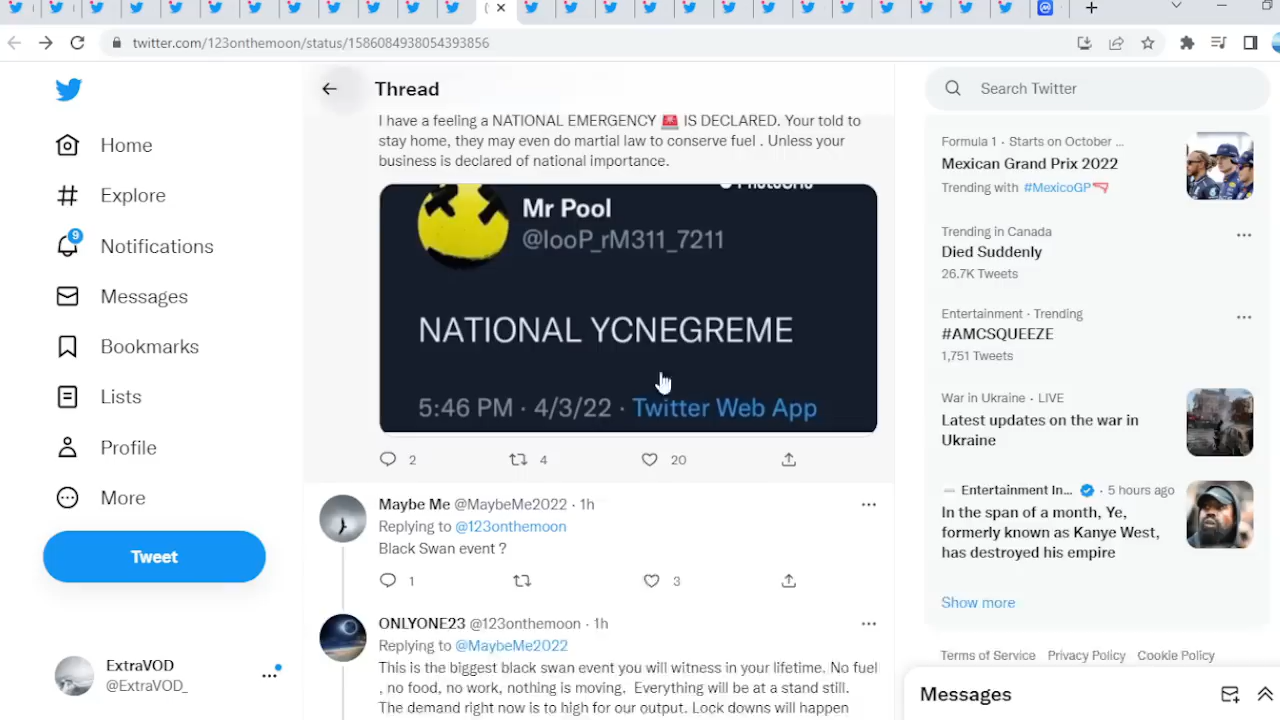 twitter.com/123onthemoon/status/1586084938054393856
Home
Explore
9
Notifications
Messages
Bookmarks
Lists
Profile
More
Tweet
ExtraVOD
@ExtraVOD_
Thread
I have a feeling a NATIONAL EMERGENCY 🚨 IS DECLARED. Your told to
stay home, they may even do martial law to conserve fuel . Unless your
business is declared of national importance.
Mr Pool
@looP_rM311_7211
NATIONAL YCNEGREME
5:46 PM · 4/3/22 · Twitter Web App
2 4 20
Maybe Me @MaybeMe2022 · 1h
Replying to @123onthemoon
Black Swan event ?
1 3
ONLYONE23 @123onthemoon · 1h
Replying to @MaybeMe2022
This is the biggest black swan event you will witness in your lifetime. No fuel
, no food, no work, nothing is moving. Everything will be at a stand still.
The demand right now is to high for our output. Lock downs will happen
Search Twitter
Formula 1 · Starts on October ...
Mexican Grand Prix 2022
Trending with #MexicoGP
Trending in Canada
Died Suddenly
26.7K Tweets
Entertainment · Trending
#AMCSQUEEZE
1,751 Tweets
War in Ukraine · LIVE
Latest updates on the war in
Ukraine
Entertainment In... · 5 hours ago
In the span of a month, Ye,
formerly known as Kanye West,
has destroyed his empire
Show more
Terms of Service Privacy Policy Cookie Policy
Messages